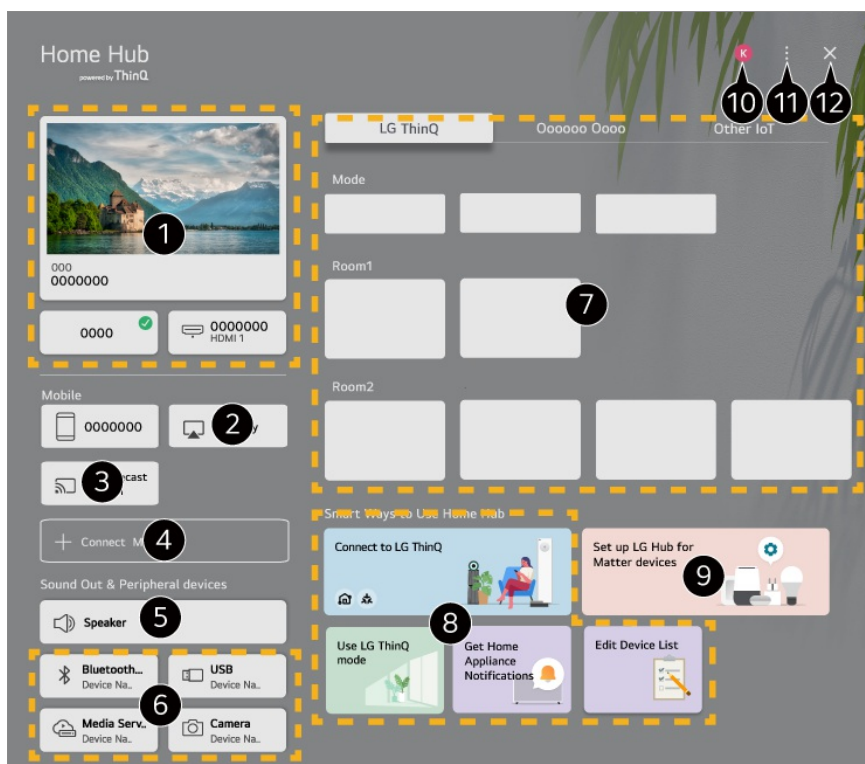 Home Hub
powered by ThinQ
K
10
11
12
1
000
0000000
0000
0000000
HDMI 1
Mobile
0000000
2
y
3
cast
4
+ Connect M
Sound Out & Peripheral devices
Speaker
5
Bluetooth...
Device Na..
USB
Device Na..
6
Media Serv..
Device Na..
Camera
Device Na..
LG ThinQ
Oooooo Oooo
Other IoT
Mode
Room1
7
Room2
Smart Ways to Use Home Hub
Connect to LG ThinQ
8
Set up LG Hub for
Matter devices
9
Use LG ThinQ
mode
Get Home
Appliance
Notifications
Edit Device List